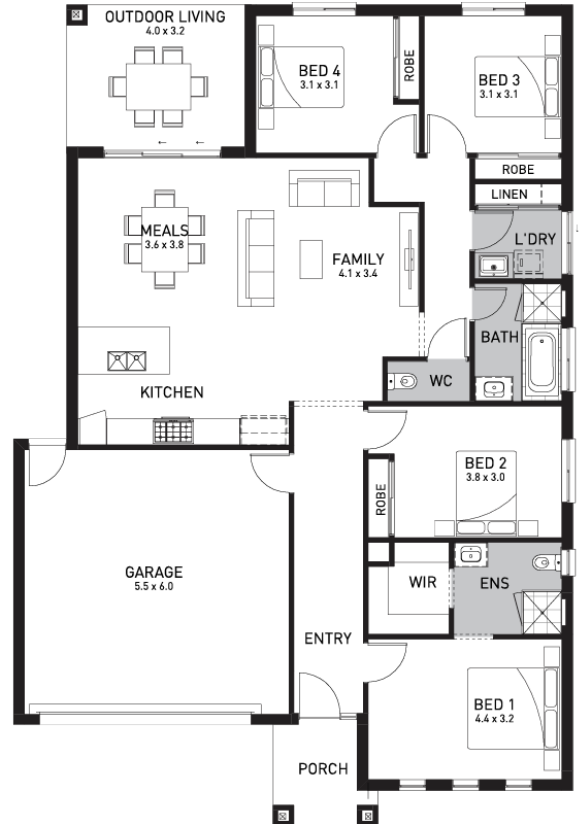 OUTDOOR LIVING
4.0 x 3.2
BED 4
3.1 x 3.1
ROBE
BED 3
3.1 x 3.1
ROBE
LINEN
MEALS
3.6 x 3.8
FAMILY
4.1 x 3.4
L'DRY
BATH
WC
KITCHEN
BED 2
3.8 x 3.0
ROBE
GARAGE
5.5 x 6.0
WIR
ENS
ENTRY
BED 1
4.4 x 3.2
PORCH